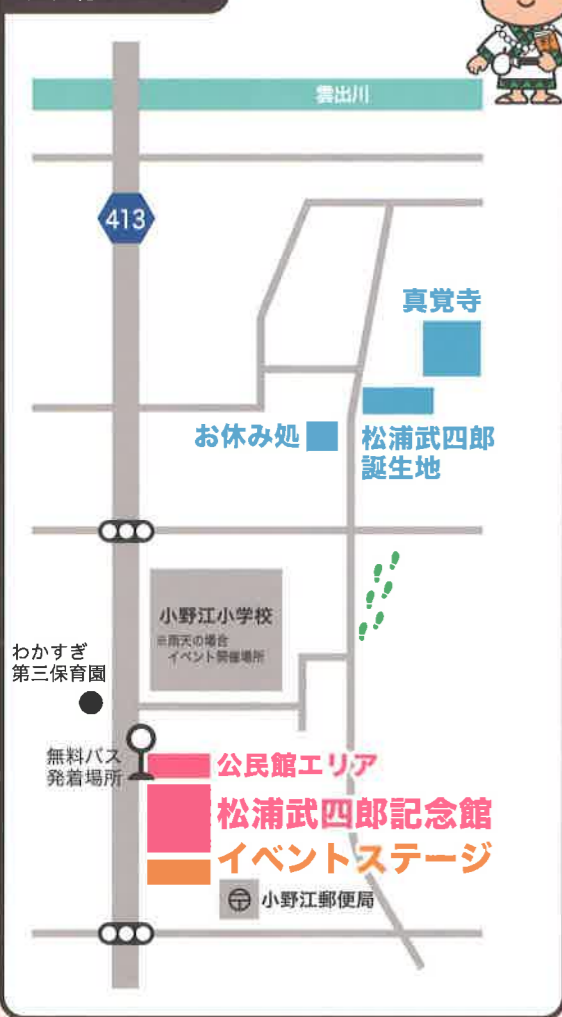 雲出川
413
真覚寺
お休み処
松浦武四郎
誕生地
小野江小学校
※雨天の場合
イベント開催場所
わかすぎ
第三保育園
無料バス
発着場所
公民館エリア
松浦武四郎記念館
イベントステージ
〒 小野江郵便局